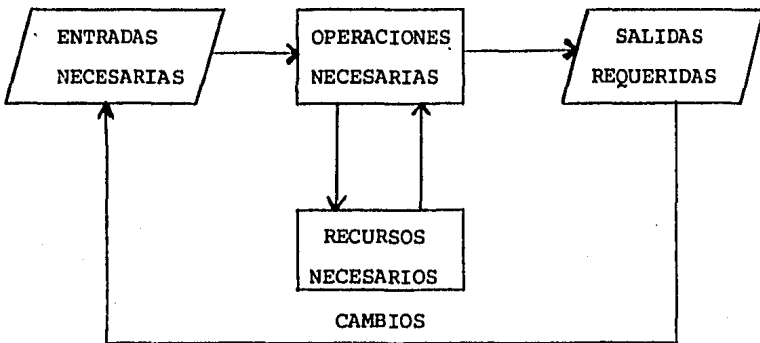 ENTRADAS
NECESARIAS
OPERACIONES
NECESARIAS
SALIDAS
REQUERIDAS
RECURSOS
NECESARIOS
CAMBIOS